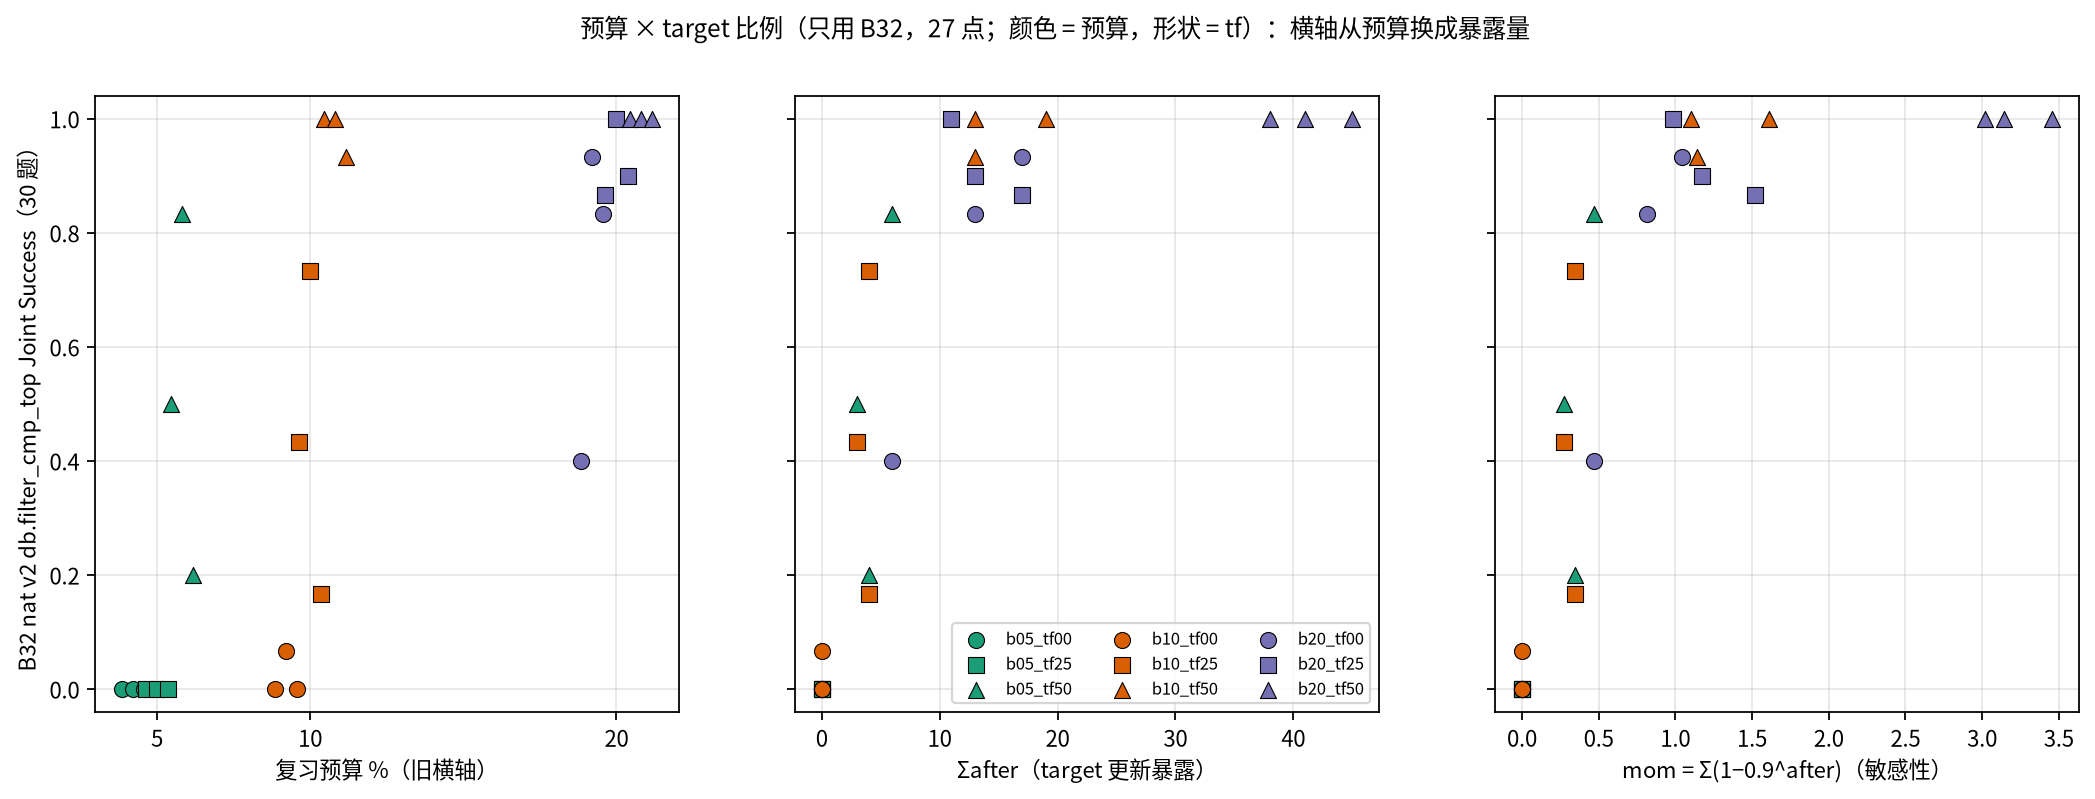 预算 × target 比例（只用 B32，27 点；颜色 = 预算，形状 = tf）：横轴从预算换成暴露量
B32 nat v2 db.filter_cmp_top Joint Success（30 题）
1.0
0.8
0.6
0.4
0.2
0.0
5
10
20
复习预算 %（旧横轴）
b05_tf00
b10_tf00
b20_tf00
b05_tf25
b10_tf25
b20_tf25
b05_tf50
b10_tf50
b20_tf50
0
10
20
30
40
Σafter（target 更新暴露）
0.0
0.5
1.0
1.5
2.0
2.5
3.0
3.5
mom = Σ(1−0.9^after)（敏感性）